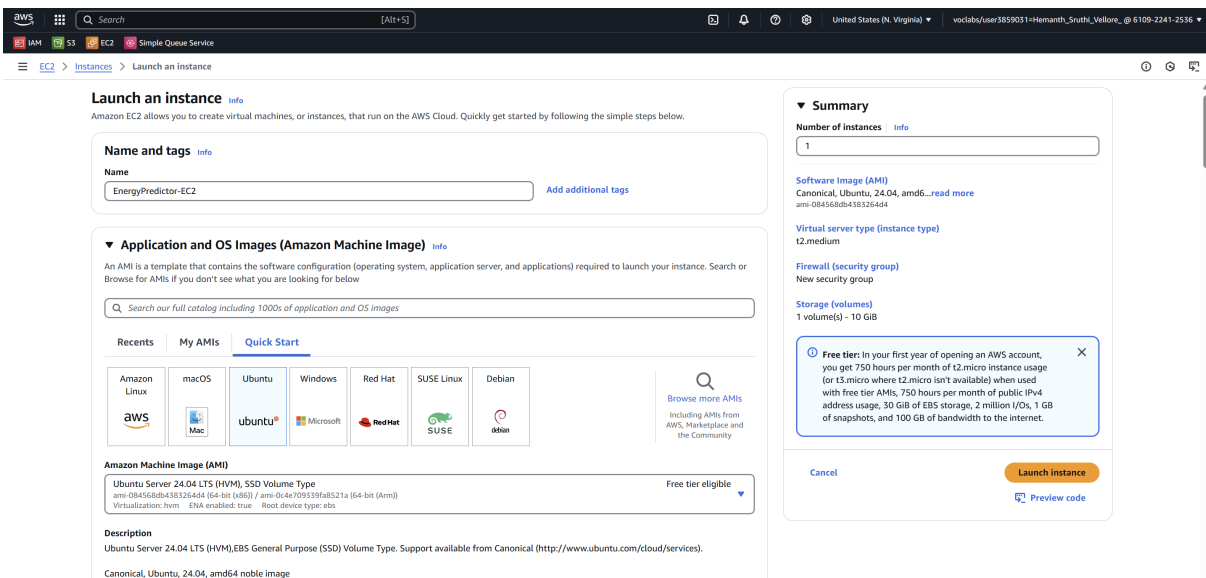 aws
Search
[Alt+S]
United States (N. Virginia) ▼
voclabs/user3859031=Hemanth_Sruthi_Vellore_ @ 6109-2241-2536 ▼
IAM
S3
EC2
Simple Queue Service
EC2 > Instances > Launch an instance
Launch an instance Info
Amazon EC2 allows you to create virtual machines, or instances, that run on the AWS Cloud. Quickly get started by following the simple steps below.
Name and tags Info
Name
EnergyPredictor-EC2
Add additional tags
▼ Application and OS Images (Amazon Machine Image) Info
An AMI is a template that contains the software configuration (operating system, application server, and applications) required to launch your instance. Search or
Browse for AMIs if you don't see what you are looking for below
Search our full catalog including 1000s of application and OS images
Recents
My AMIs
Quick Start
Amazon
Linux
aws
macOS
Mac
Ubuntu
ubuntu®
Windows
Microsoft
Red Hat
Red Hat
SUSE Linux
SUSE
Debian
debian
Browse more AMIs
Including AMIs from
AWS, Marketplace and
the Community
Amazon Machine Image (AMI)
Ubuntu Server 24.04 LTS (HVM), SSD Volume Type
Free tier eligible
ami-084568db4383264d4 (64-bit (x86)) / ami-0c4e709339fa8521a (64-bit (Arm))
Virtualization: hvm ENA enabled: true Root device type: ebs
Description
Ubuntu Server 24.04 LTS (HVM),EBS General Purpose (SSD) Volume Type. Support available from Canonical (http://www.ubuntu.com/cloud/services).
Canonical, Ubuntu, 24.04, amd64 noble image
▼ Summary
Number of instances Info
1
Software Image (AMI)
Canonical, Ubuntu, 24.04, amd6...read more
ami-084568db4383264d4
Virtual server type (instance type)
t2.medium
Firewall (security group)
New security group
Storage (volumes)
1 volume(s) - 10 GiB
Free tier: In your first year of opening an AWS account,
you get 750 hours per month of t2.micro instance usage
(or t3.micro where t2.micro isn't available) when used
with free tier AMIs, 750 hours per month of public IPv4
address usage, 30 GiB of EBS storage, 2 million I/Os, 1 GB
of snapshots, and 100 GB of bandwidth to the internet.
Cancel
Launch instance
Preview code